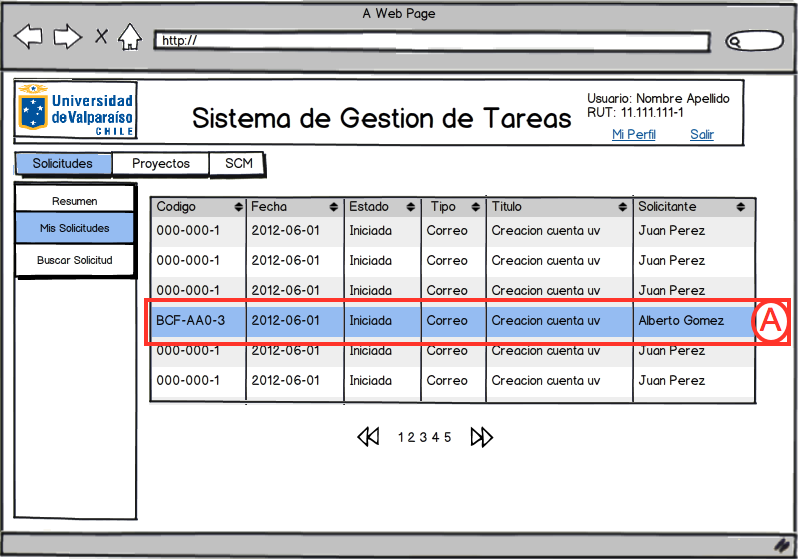 A Web Page
http://
Universidad
de Valparaíso
CHILE
Sistema de Gestion de Tareas
Usuario: Nombre Apellido
RUT: 11.111.111-1
Mi Perfil Salir
Solicitudes Proyectos SCM
Resumen
Mis Solicitudes
Buscar Solicitud
Codigo Fecha Estado Tipo Titulo Solicitante
000-000-1 2012-06-01 Iniciada Correo Creacion cuenta uv Juan Perez
000-000-1 2012-06-01 Iniciada Correo Creacion cuenta uv Juan Perez
000-000-1 2012-06-01 Iniciada Correo Creacion cuenta uv Juan Perez
BCF-AA0-3 2012-06-01 Iniciada Correo Creacion cuenta uv Alberto Gomez A
000-000-1 2012-06-01 Iniciada Correo Creacion cuenta uv Juan Perez
000-000-1 2012-06-01 Iniciada Correo Creacion cuenta uv Juan Perez
1 2 3 4 5